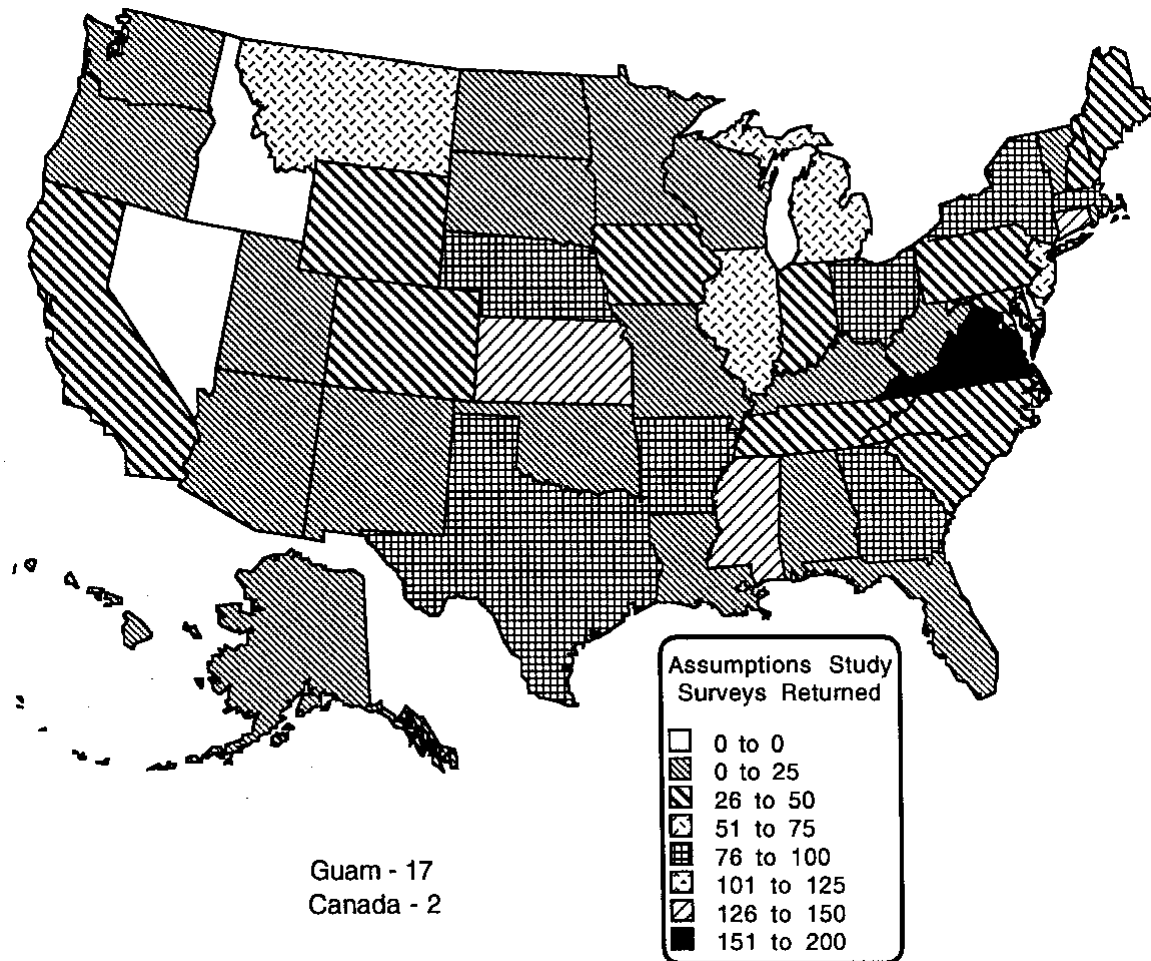 Assumptions Study
Surveys Returned
0 to 0
0 to 25
26 to 50
51 to 75
76 to 100
101 to 125
126 to 150
151 to 200
Guam - 17
Canada - 2